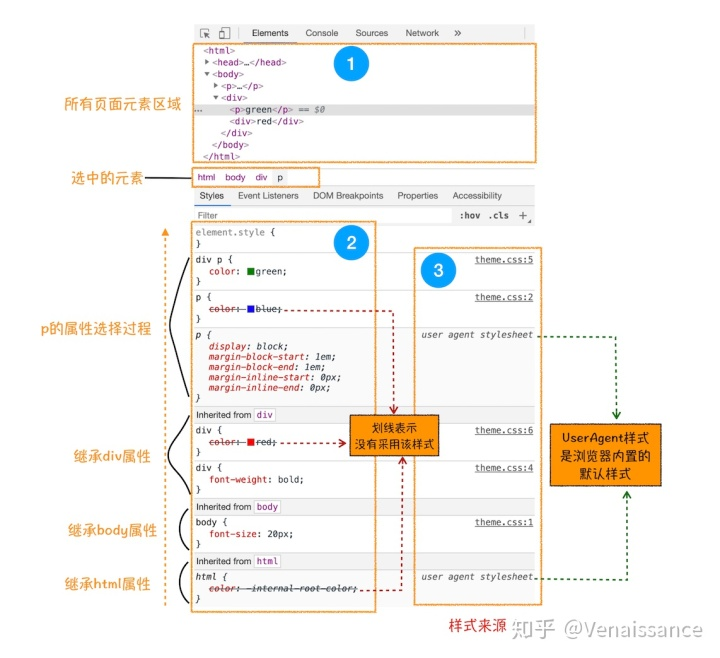 Elements Console Sources Network »
<html>
▶<head>…</head>
▼<body>
▶<p>…</p>
▼<div>
… <p>green</p> == $0
<div>red</div>
</div>
</body>
</html>
1
所有页面元素区域
选中的元素
html body div p
Styles Event Listeners DOM Breakpoints Properties Accessibility
Filter :hov .cls +
element.style {
}
2
3
div p { theme.css:5
color: green;
}
p { theme.css:2
color: blue;
}
p的属性选择过程
p { user agent stylesheet
display: block;
margin-block-start: 1em;
margin-block-end: 1em;
margin-inline-start: 0px;
margin-inline-end: 0px;
}
Inherited from div
div { theme.css:6
color: red;
}
继承div属性
div { theme.css:4
font-weight: bold;
}
划线表示
没有采用该样式
UserAgent样式
是浏览器内置的
默认样式
Inherited from body
body { theme.css:1
font-size: 20px;
}
继承body属性
Inherited from html
html { user agent stylesheet
color: -internal-root-color;
}
继承html属性
样式来源
知乎 @Venaissance